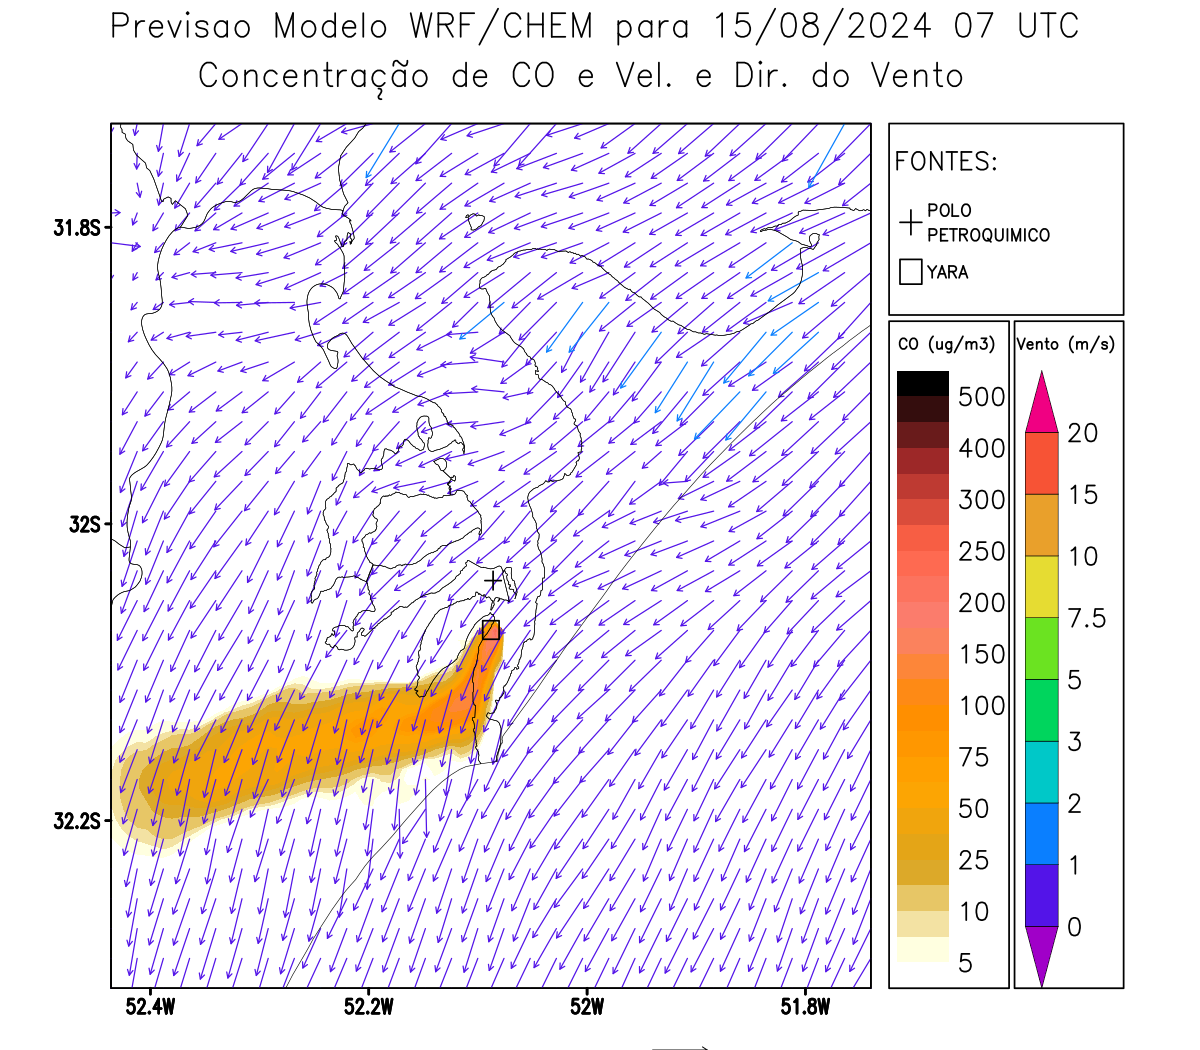 Previsao Modelo WRF/CHEM para 15/08/2024 07 UTC
Concentração de CO e Vel. e Dir. do Vento
FONTES:
POLO
PETROQUIMICO
YARA
31.8S
32S
32.2S
52.4W
52.2W
52W
51.8W
CO (ug/m3)
500
400
300
250
200
150
100
75
50
25
10
5
Vento (m/s)
20
15
10
7.5
5
3
2
1
0